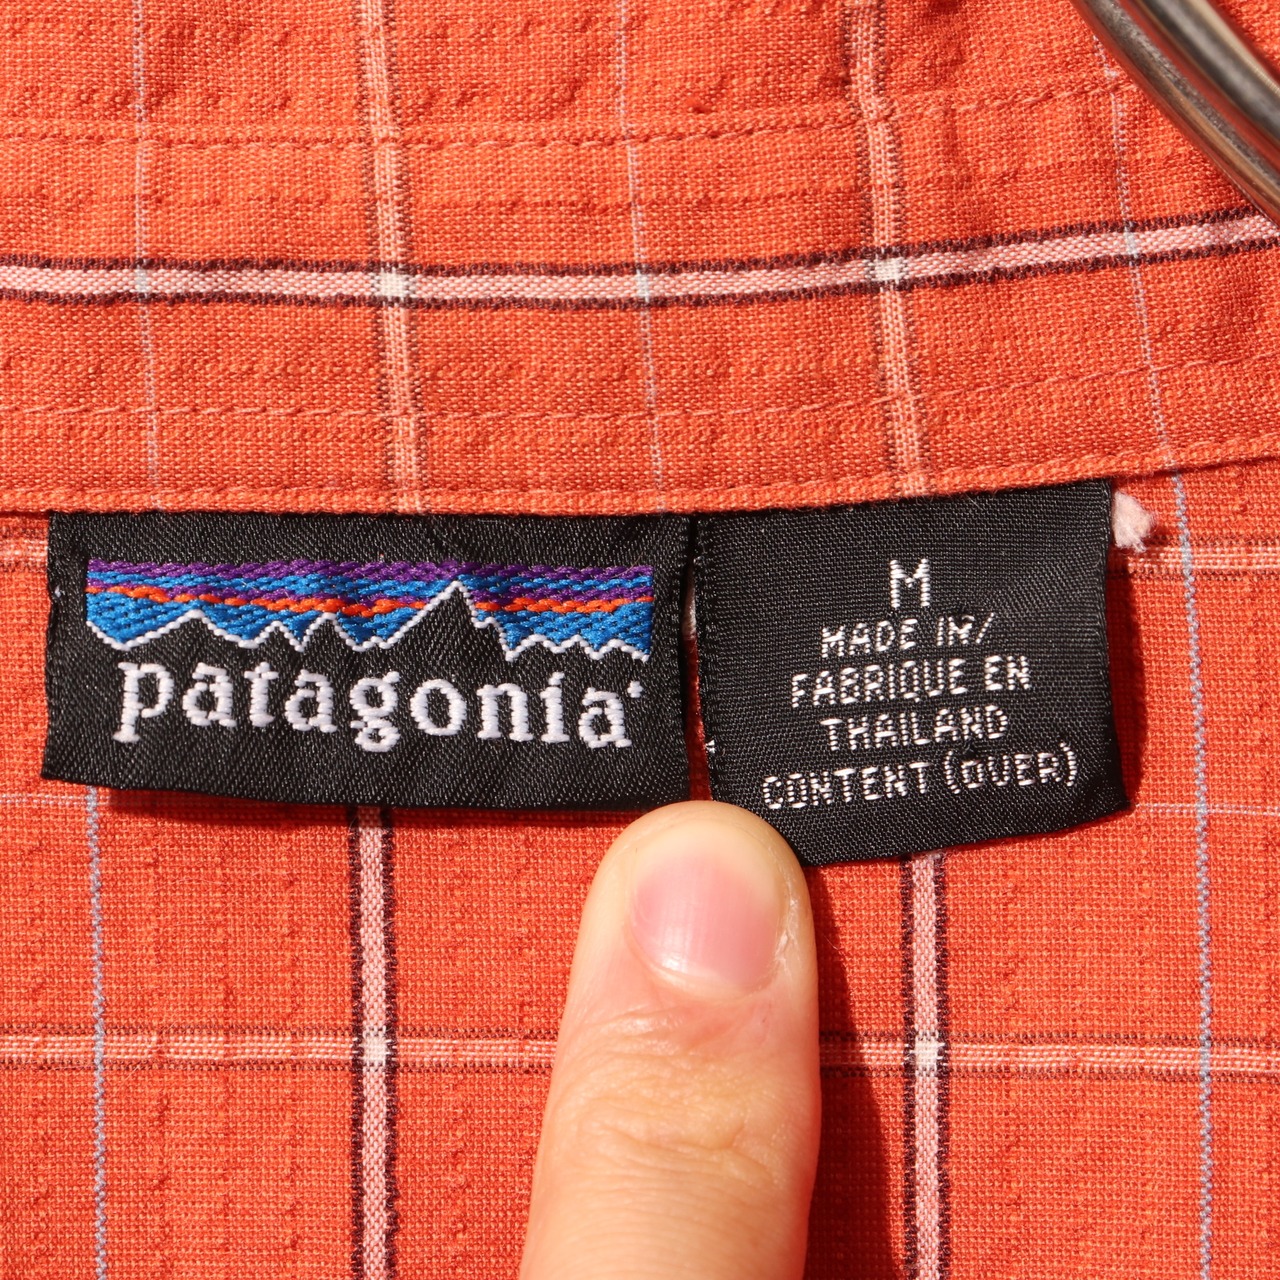 patagonia
M
MADE IN/
FABRIQUE EN
THAILAND
CONTENT (OVER)